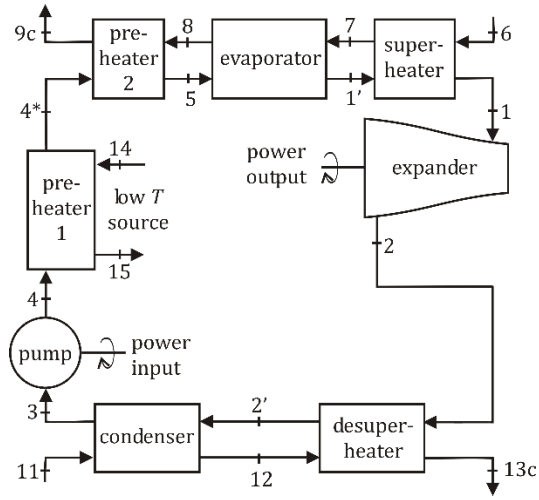 9c
pre-
heater
2
8
5
evaporator
7
1'
super-
heater
6
4*
1
pre-
heater
1
14
low T
source
15
power
output
expander
2
4
pump
power
input
3
condenser
2'
12
desuper-
heater
11
13c